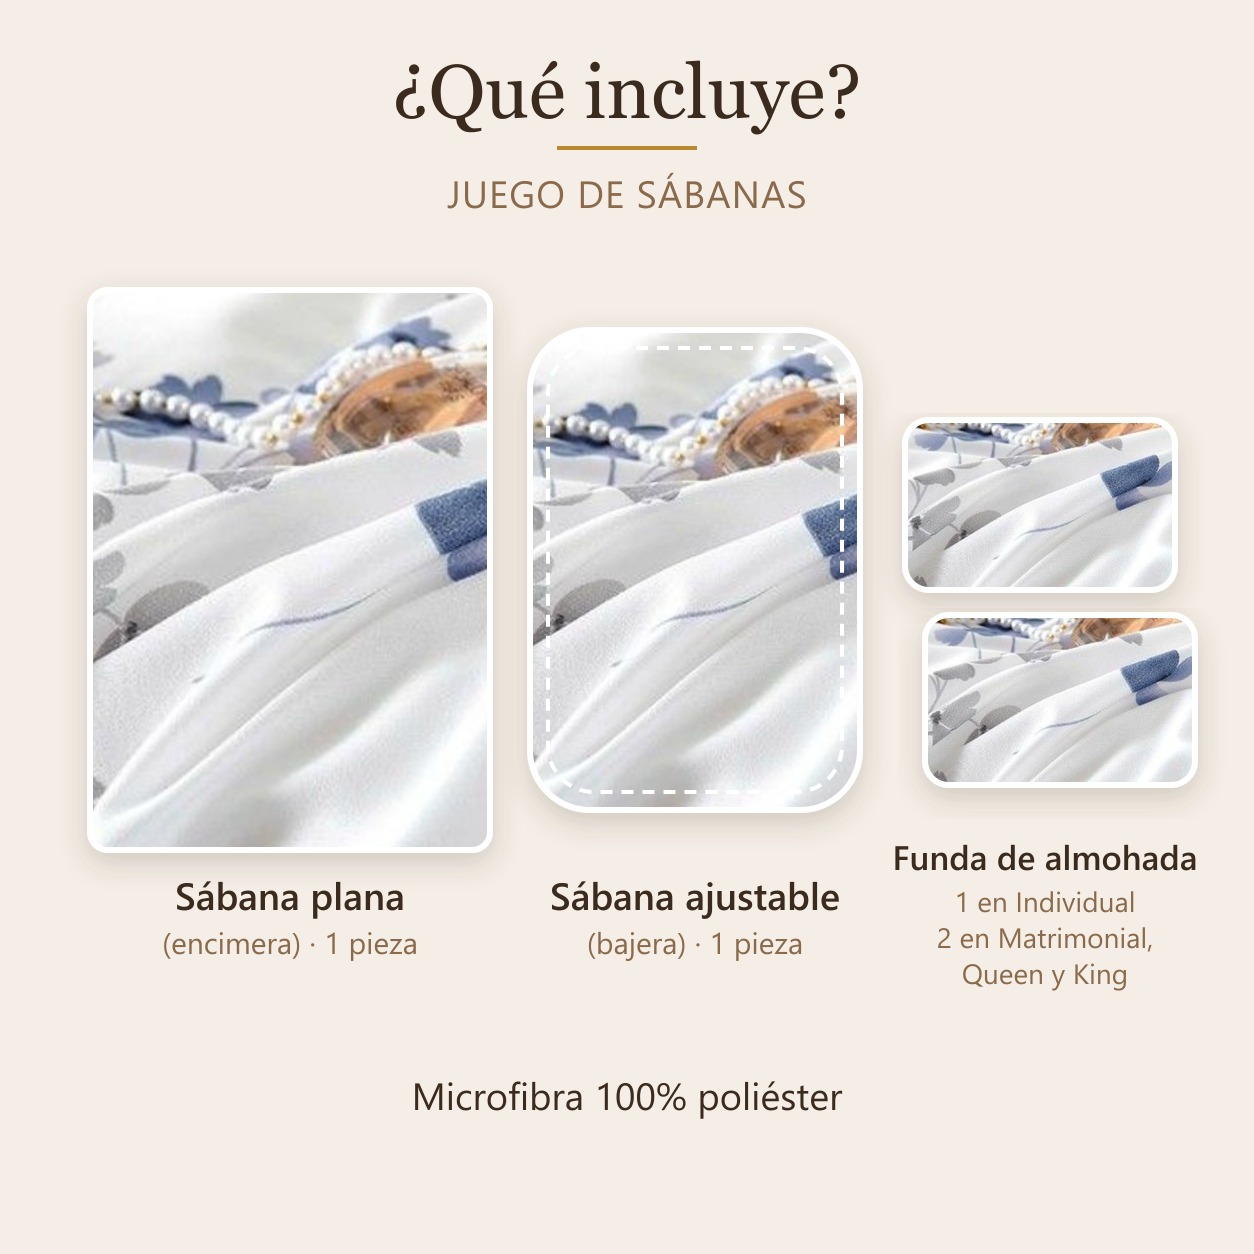 ¿Qué incluye?
JUEGO DE SÁBANAS
Sábana plana
(encimera) · 1 pieza
Sábana ajustable
(bajera) · 1 pieza
Funda de almohada
1 en Individual
2 en Matrimonial,
Queen y King
Microfibra 100% poliéster